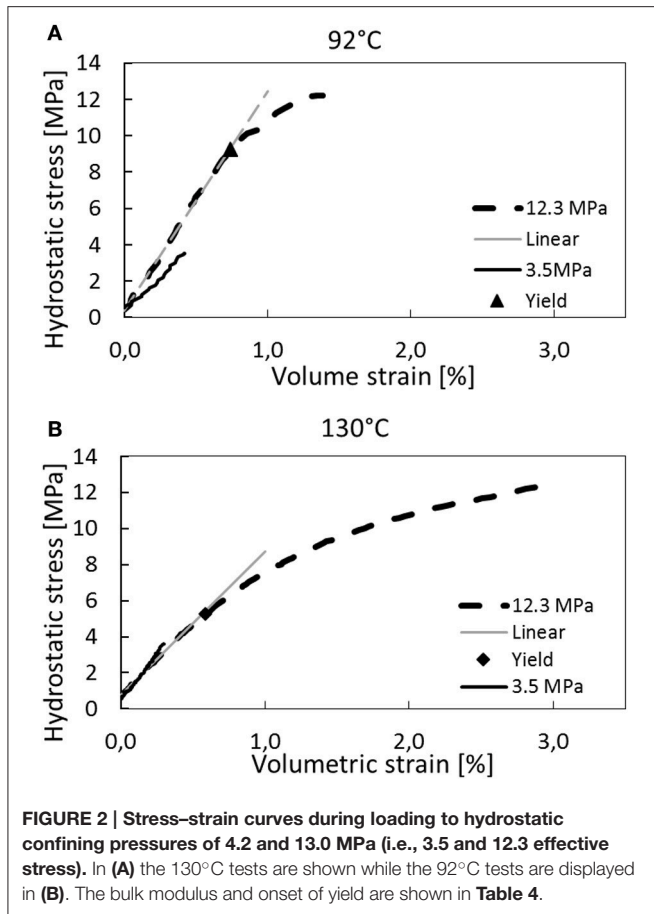 A
92°C
Hydrostatic stress [MPa]
14
12
10
8
6
4
2
0
0,0 1,0 2,0 3,0
Volume strain [%]
12.3 MPa
Linear
3.5MPa
Yield
B
130°C
Hydrostatic stress [MPa]
14
12
10
8
6
4
2
0
0,0 1,0 2,0 3,0
Volumetric strain [%]
12.3 MPa
Linear
Yield
3.5 MPa
FIGURE 2 | Stress–strain curves during loading to hydrostatic
confining pressures of 4.2 and 13.0 MPa (i.e., 3.5 and 12.3 effective
stress). In (A) the 130°C tests are shown while the 92°C tests are displayed
in (B). The bulk modulus and onset of yield are shown in Table 4.